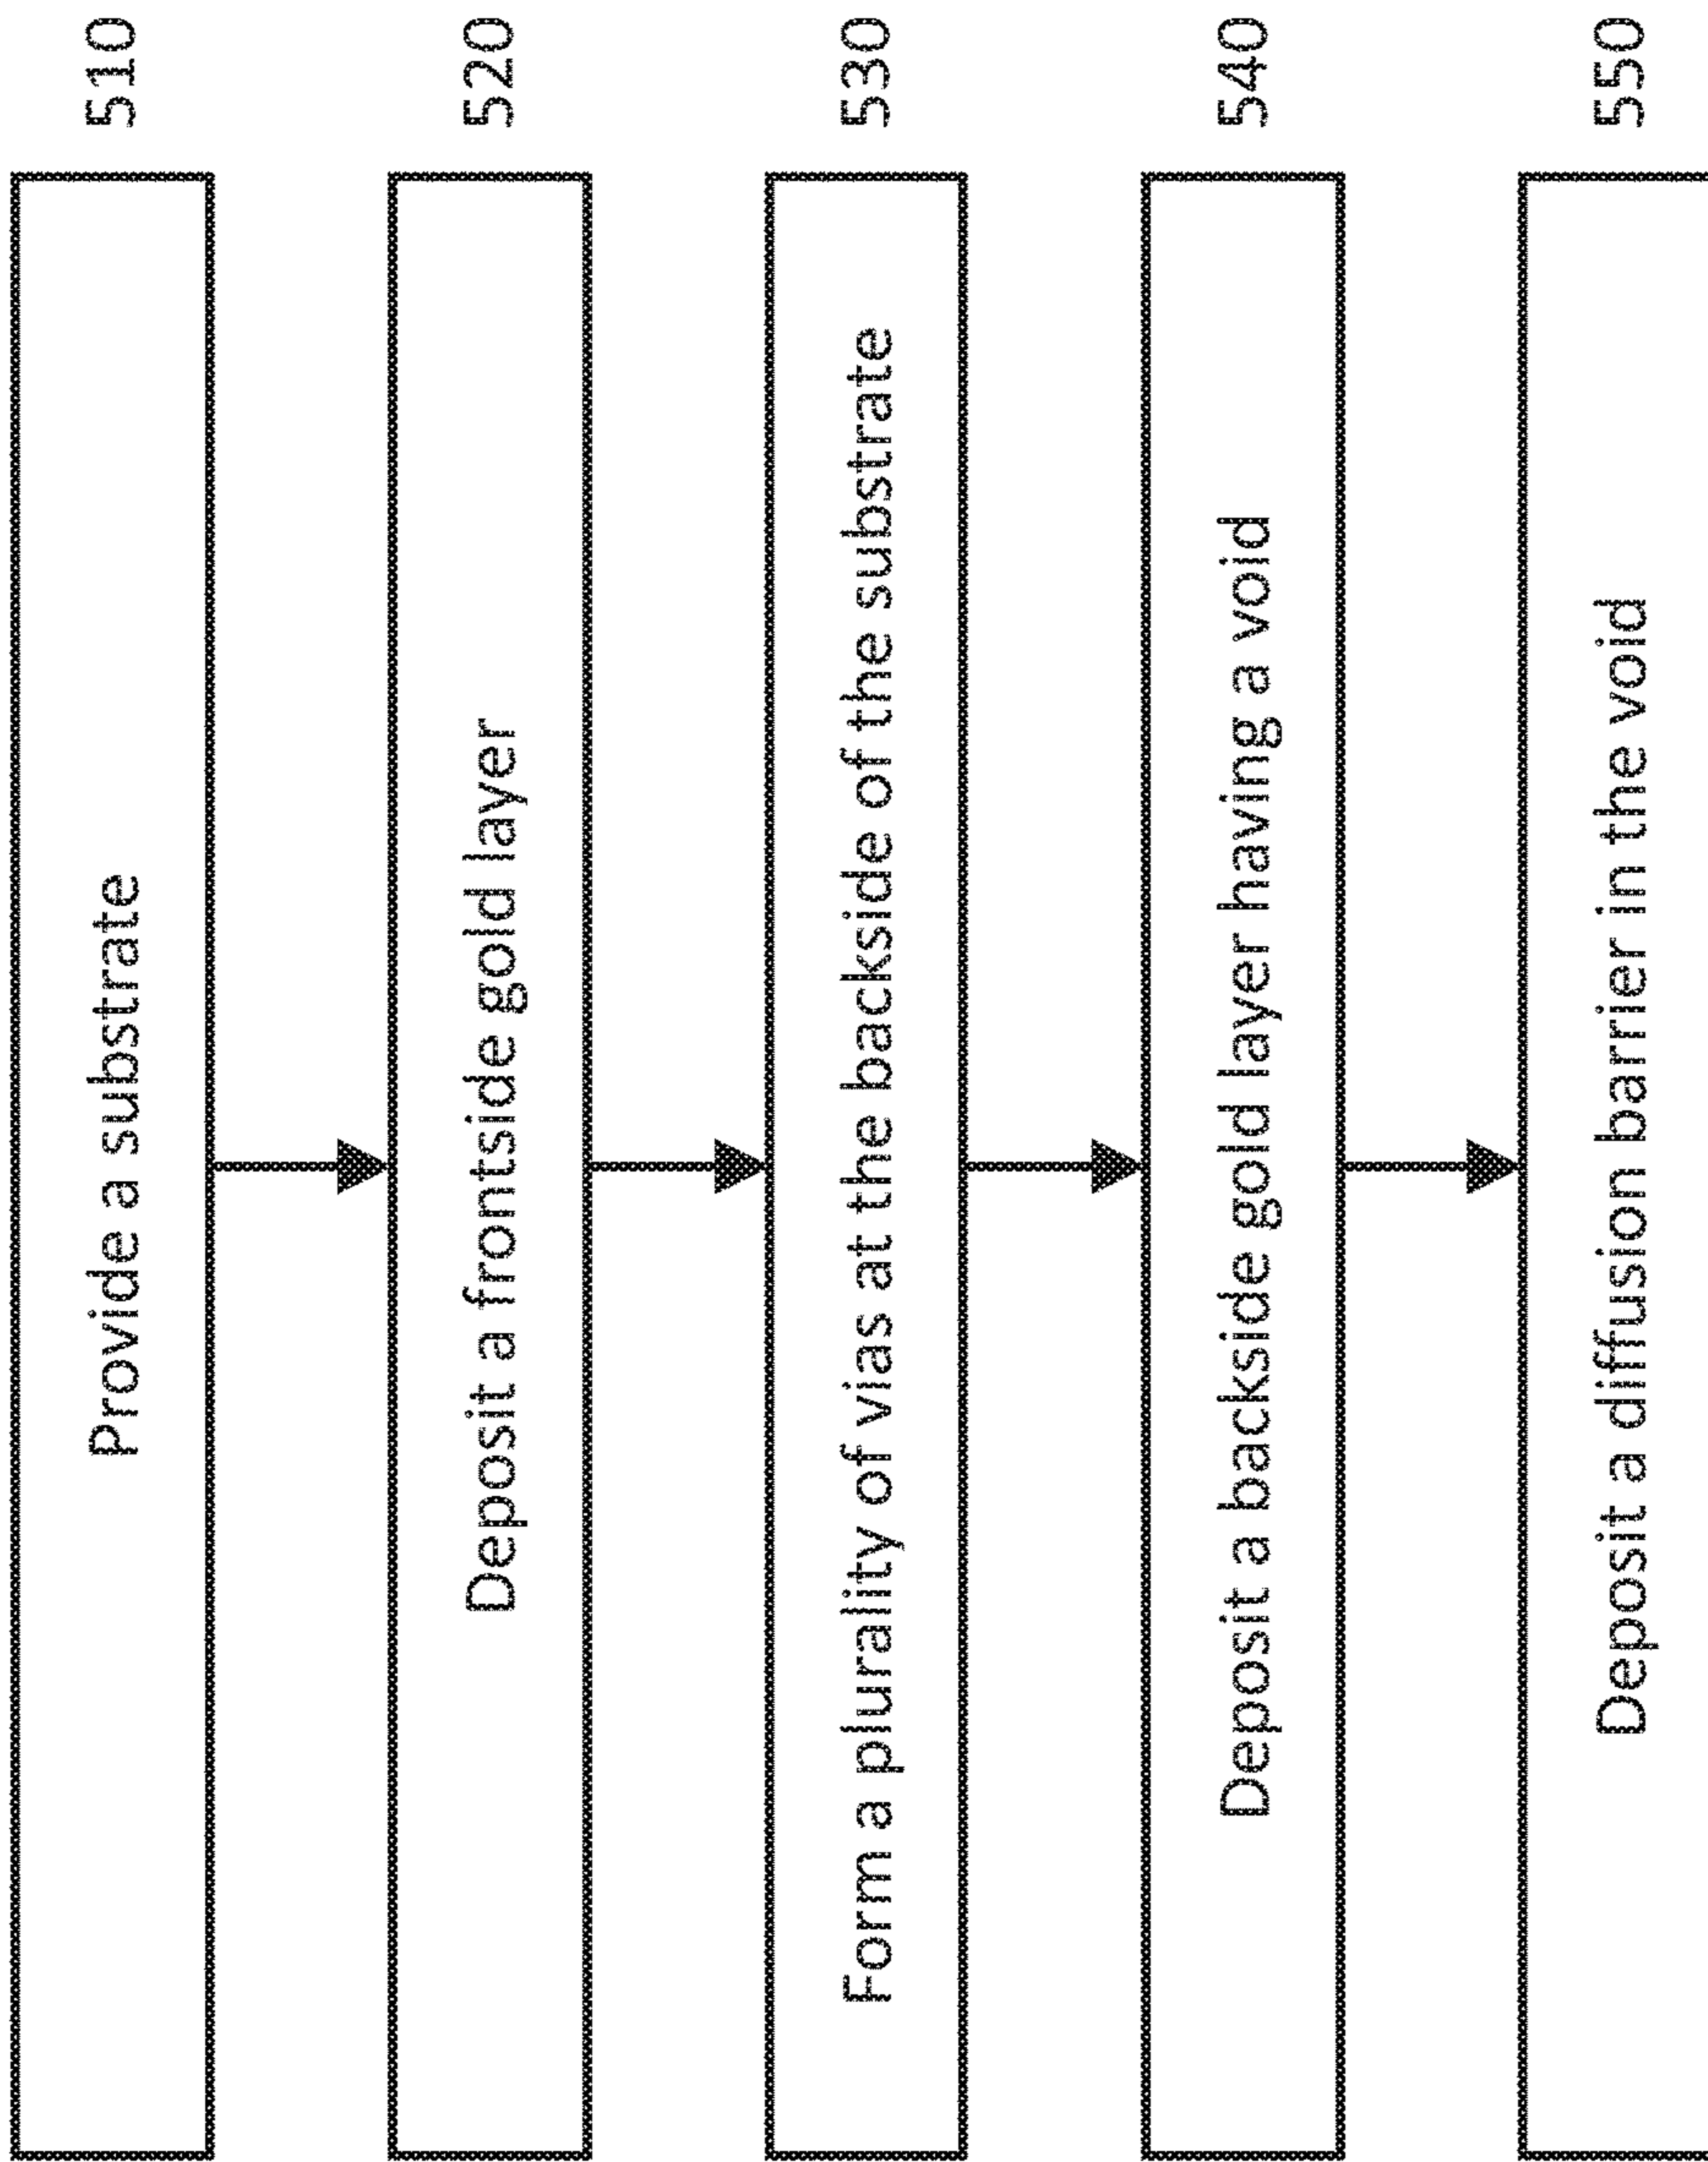 Provide a substrate 510
Deposit a frontside gold layer 520
Form a plurality of vias at the backside of the substrate 530
Deposit a backside gold layer having a void 540
Deposit a diffusion barrier in the void 550